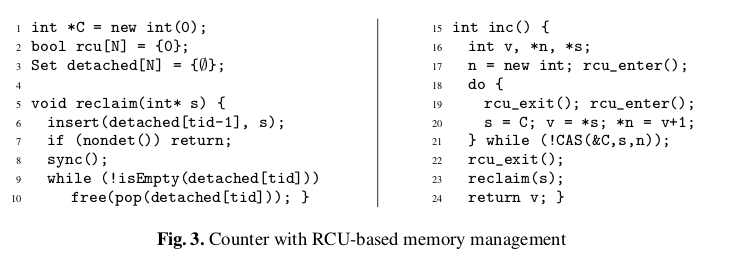 1 int *C = new int(0);
2 bool rcu[N] = {0};
3 Set detached[N] = {∅};
4
5 void reclaim(int* s) {
6 insert(detached[tid-1], s);
7 if (nondet()) return;
8 sync();
9 while (!isEmpty(detached[tid]))
10 free(pop(detached[tid])); }
15 int inc() {
16 int v, *n, *s;
17 n = new int; rcu_enter();
18 do {
19 rcu_exit(); rcu_enter();
20 s = C; v = *s; *n = v+1;
21 } while (!CAS(&C,s,n));
22 rcu_exit();
23 reclaim(s);
24 return v; }
Fig. 3. Counter with RCU-based memory management